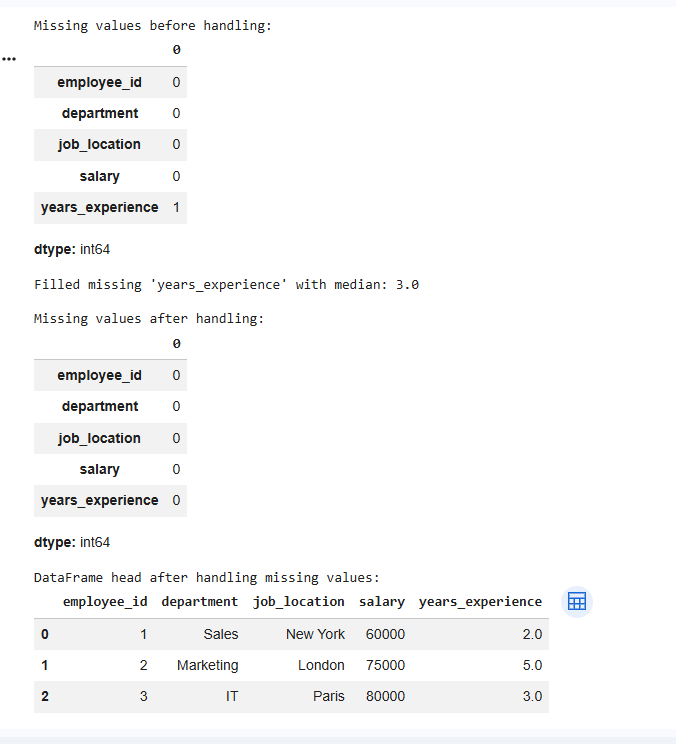 Missing values before handling:
0
employee_id 0
department 0
job_location 0
salary 0
years_experience 1
dtype: int64
Filled missing 'years_experience' with median: 3.0
Missing values after handling:
0
employee_id 0
department 0
job_location 0
salary 0
years_experience 0
dtype: int64
DataFrame head after handling missing values:
employee_id department job_location salary years_experience
0 1 Sales New York 60000 2.0
1 2 Marketing London 75000 5.0
2 3 IT Paris 80000 3.0